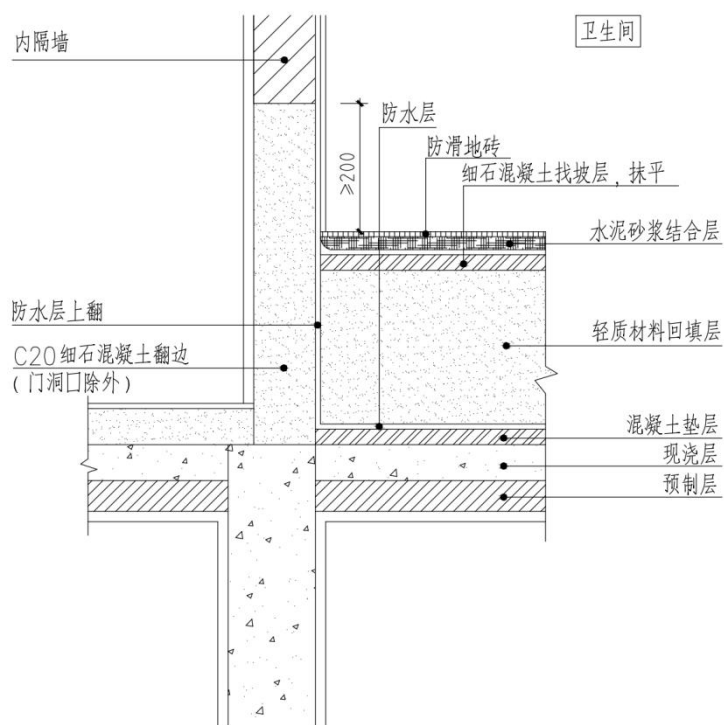 卫生间
内隔墙
防水层
防滑地砖
细石混凝土找坡层，抹平
≥200
水泥砂浆结合层
防水层上翻
轻质材料回填层
C20细石混凝土翻边
（门洞口除外）
混凝土垫层
现浇层
预制层